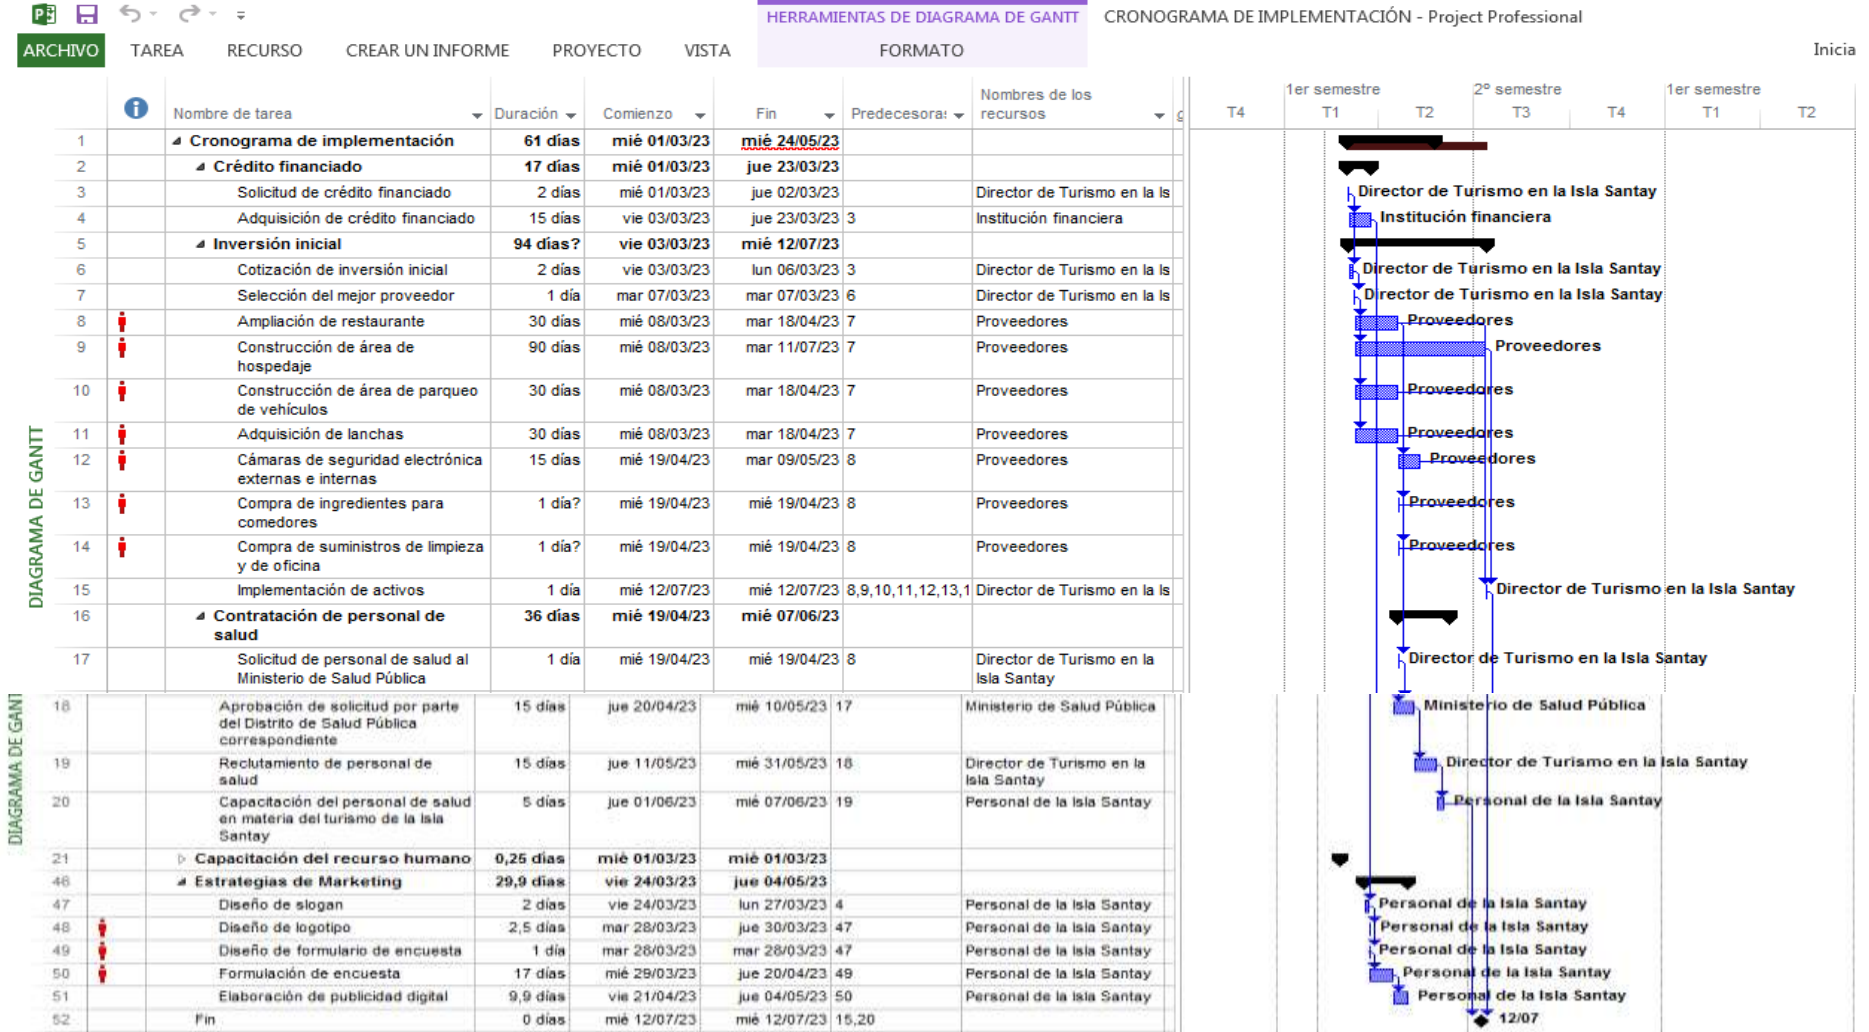 HERRAMIENTAS DE DIAGRAMA DE GANTT CRONOGRAMA DE IMPLEMENTACIÓN - Project Professional
ARCHIVO TAREA RECURSO CREAR UN INFORME PROYECTO VISTA FORMATO Inicia
1er semestre 2º semestre 1er semestre
Nombre de tarea Duración Comienzo Fin Predecesoras Nombres de los recursos T4 T1 T2 T3 T4 T1 T2
1 Cronograma de implementación 61 días mié 01/03/23 mié 24/05/23
2 Crédito financiado 17 días mié 01/03/23 jue 23/03/23
3 Solicitud de crédito financiado 2 días mié 01/03/23 jue 02/03/23 Director de Turismo en la Is Director de Turismo en la Isla Santay
4 Adquisición de crédito financiado 15 días vie 03/03/23 jue 23/03/23 3 Institución financiera Institución financiera
5 Inversión inicial 94 días? vie 03/03/23 mié 12/07/23
6 Cotización de inversión inicial 2 días vie 03/03/23 lun 06/03/23 3 Director de Turismo en la Is Director de Turismo en la Isla Santay
7 Selección del mejor proveedor 1 día mar 07/03/23 mar 07/03/23 6 Director de Turismo en la Is Director de Turismo en la Isla Santay
8 Ampliación de restaurante 30 días mié 08/03/23 mar 18/04/23 7 Proveedores Proveedores
9 Construcción de área de 90 días mié 08/03/23 mar 11/07/23 7 Proveedores Proveedores
hospedaje
10 Construcción de área de parqueo 30 días mié 08/03/23 mar 18/04/23 7 Proveedores Proveedores
de vehículos
11 Adquisición de lanchas 30 días mié 08/03/23 mar 18/04/23 7 Proveedores Proveedores
12 Cámaras de seguridad electrónica 15 días mié 19/04/23 mar 09/05/23 8 Proveedores Proveedores
externas e internas
13 Compra de ingredientes para 1 día? mié 19/04/23 mié 19/04/23 8 Proveedores Proveedores
comedores
14 Compra de suministros de limpieza 1 día? mié 19/04/23 mié 19/04/23 8 Proveedores Proveedores
y de oficina
15 Implementación de activos 1 día mié 12/07/23 mié 12/07/23 8,9,10,11,12,13,1 Director de Turismo en la Is Director de Turismo en la Isla Santay
16 Contratación de personal de 36 días mié 19/04/23 mié 07/06/23
salud
17 Solicitud de personal de salud al 1 día mié 19/04/23 mié 19/04/23 8 Director de Turismo en la Director de Turismo en la Isla Santay
Ministerio de Salud Pública Isla Santay
DIAGRAMA DE GANTT
18 Aprobación de solicitud por parte 15 días jue 20/04/23 mié 10/05/23 17 Ministerio de Salud Pública Ministerio de Salud Pública
del Distrito de Salud Pública
correspondiente
19 Reclutamiento de personal de 15 días jue 11/05/23 mié 31/05/23 18 Director de Turismo en la Director de Turismo en la Isla Santay
salud Isla Santay
20 Capacitación del personal de salud 5 días jue 01/06/23 mié 07/06/23 19 Personal de la Isla Santay Personal de la Isla Santay
en materia del turismo de la Isla
Santay
21 Capacitación del recurso humano 0,25 días mié 01/03/23 mié 01/03/23
46 Estrategias de Marketing 29,9 días vie 24/03/23 jue 04/05/23
47 Diseño de slogan 2 días vie 24/03/23 lun 27/03/23 4 Personal de la Isla Santay Personal de la Isla Santay
48 Diseño de logotipo 2,5 días mar 28/03/23 jue 30/03/23 47 Personal de la Isla Santay Personal de la Isla Santay
49 Diseño de formulario de encuesta 1 día mar 28/03/23 mar 28/03/23 47 Personal de la Isla Santay Personal de la Isla Santay
50 Formulación de encuesta 17 días mié 29/03/23 jue 20/04/23 49 Personal de la Isla Santay Personal de la Isla Santay
51 Elaboración de publicidad digital 9,9 días vie 21/04/23 jue 04/05/23 50 Personal de la Isla Santay Personal de la Isla Santay
52 Fin 0 días mié 12/07/23 mié 12/07/23 15,20 12/07
DIAGRAMA DE GANT